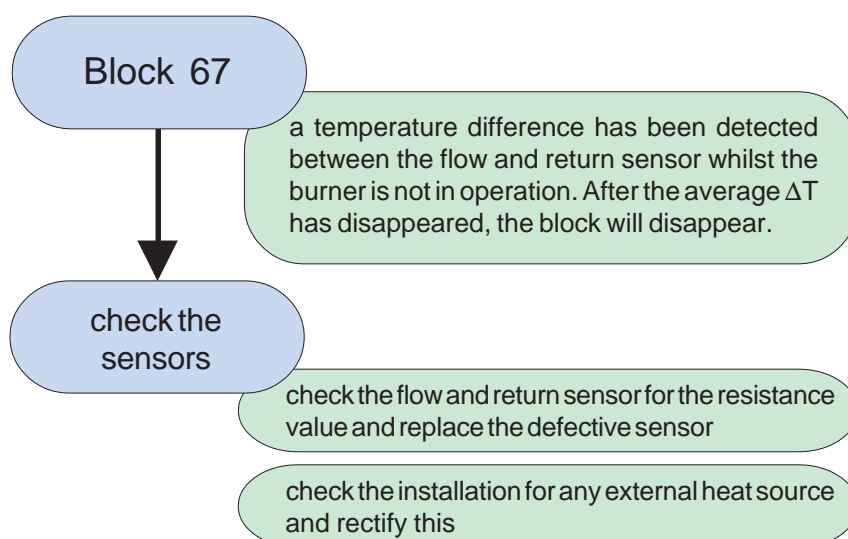 Block 67
a temperature difference has been detected
between the flow and return sensor whilst the
burner is not in operation. After the average ΔT
has disappeared, the block will disappear.
check the
sensors
check the flow and return sensor for the resistance
value and replace the defective sensor
check the installation for any external heat source
and rectify this